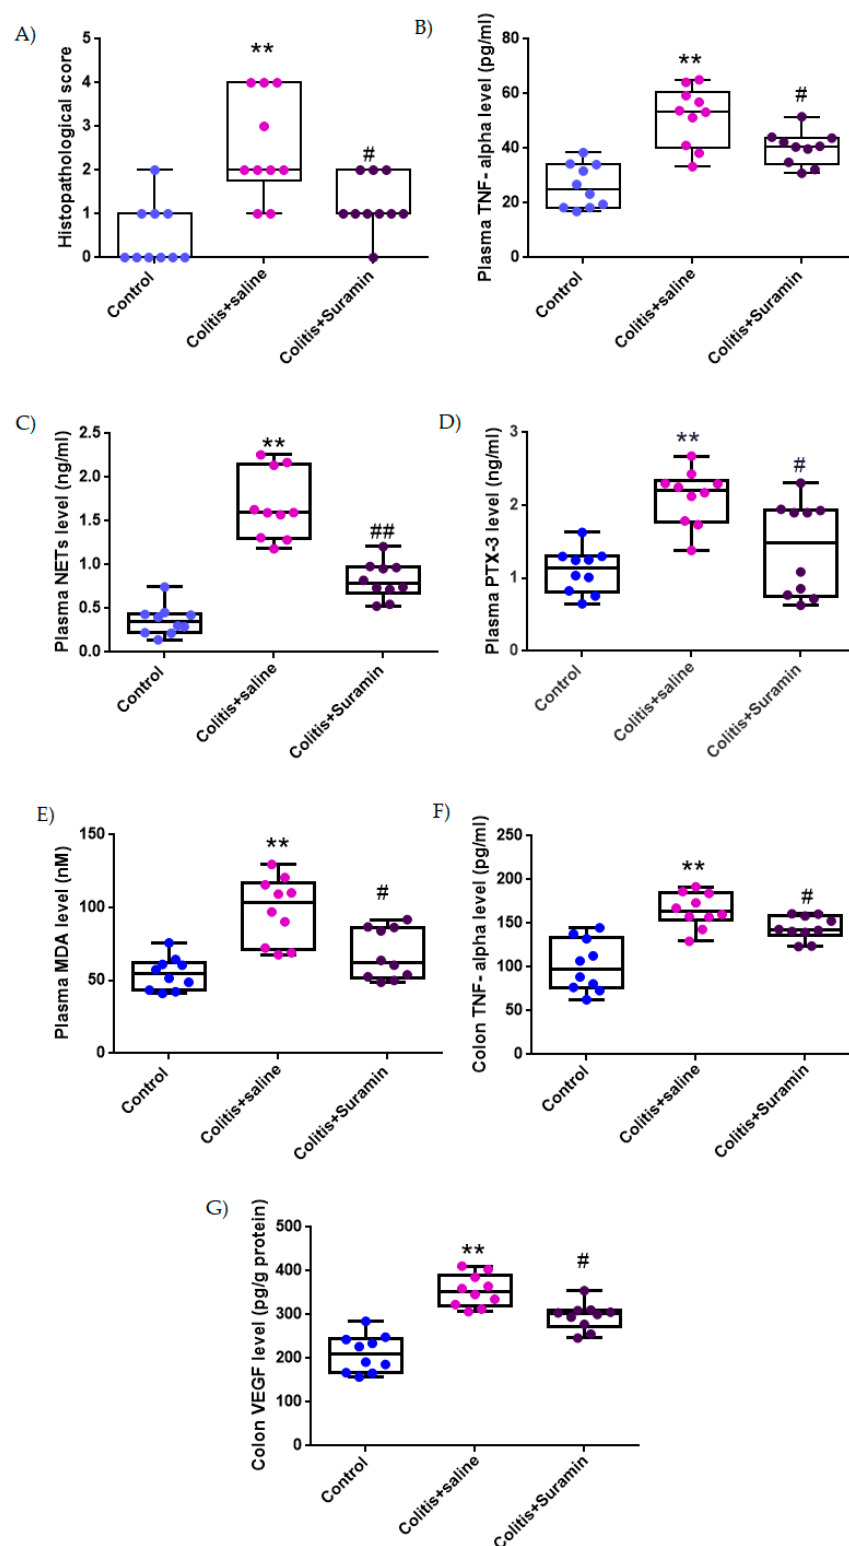 A)
Histopathological score
5
4
3
2
1
0
**
#
Control
Colitis+saline
Colitis+Suramin
B)
Plasma TNF- alpha level (pg/ml)
80
60
40
20
0
**
#
Control
Colitis+saline
Colitis+Suramin
C)
Plasma NETs level (ng/ml)
2.5
2.0
1.5
1.0
0.5
0.0
**
##
Control
Colitis+saline
Colitis+Suramin
D)
Plasma PTX-3 level (ng/ml)
3
2
1
0
**
#
Control
Colitis+saline
Colitis+Suramin
E)
Plasma MDA level (nM)
150
100
50
0
**
#
Control
Colitis+saline
Colitis+Suramin
F)
Colon TNF- alpha level (pg/ml)
250
200
150
100
50
0
**
#
Control
Colitis+saline
Colitis+Suramin
G)
Colon VEGF level (pg/g protein)
500
400
300
200
100
0
**
#
Control
Colitis+saline
Colitis+Suramin